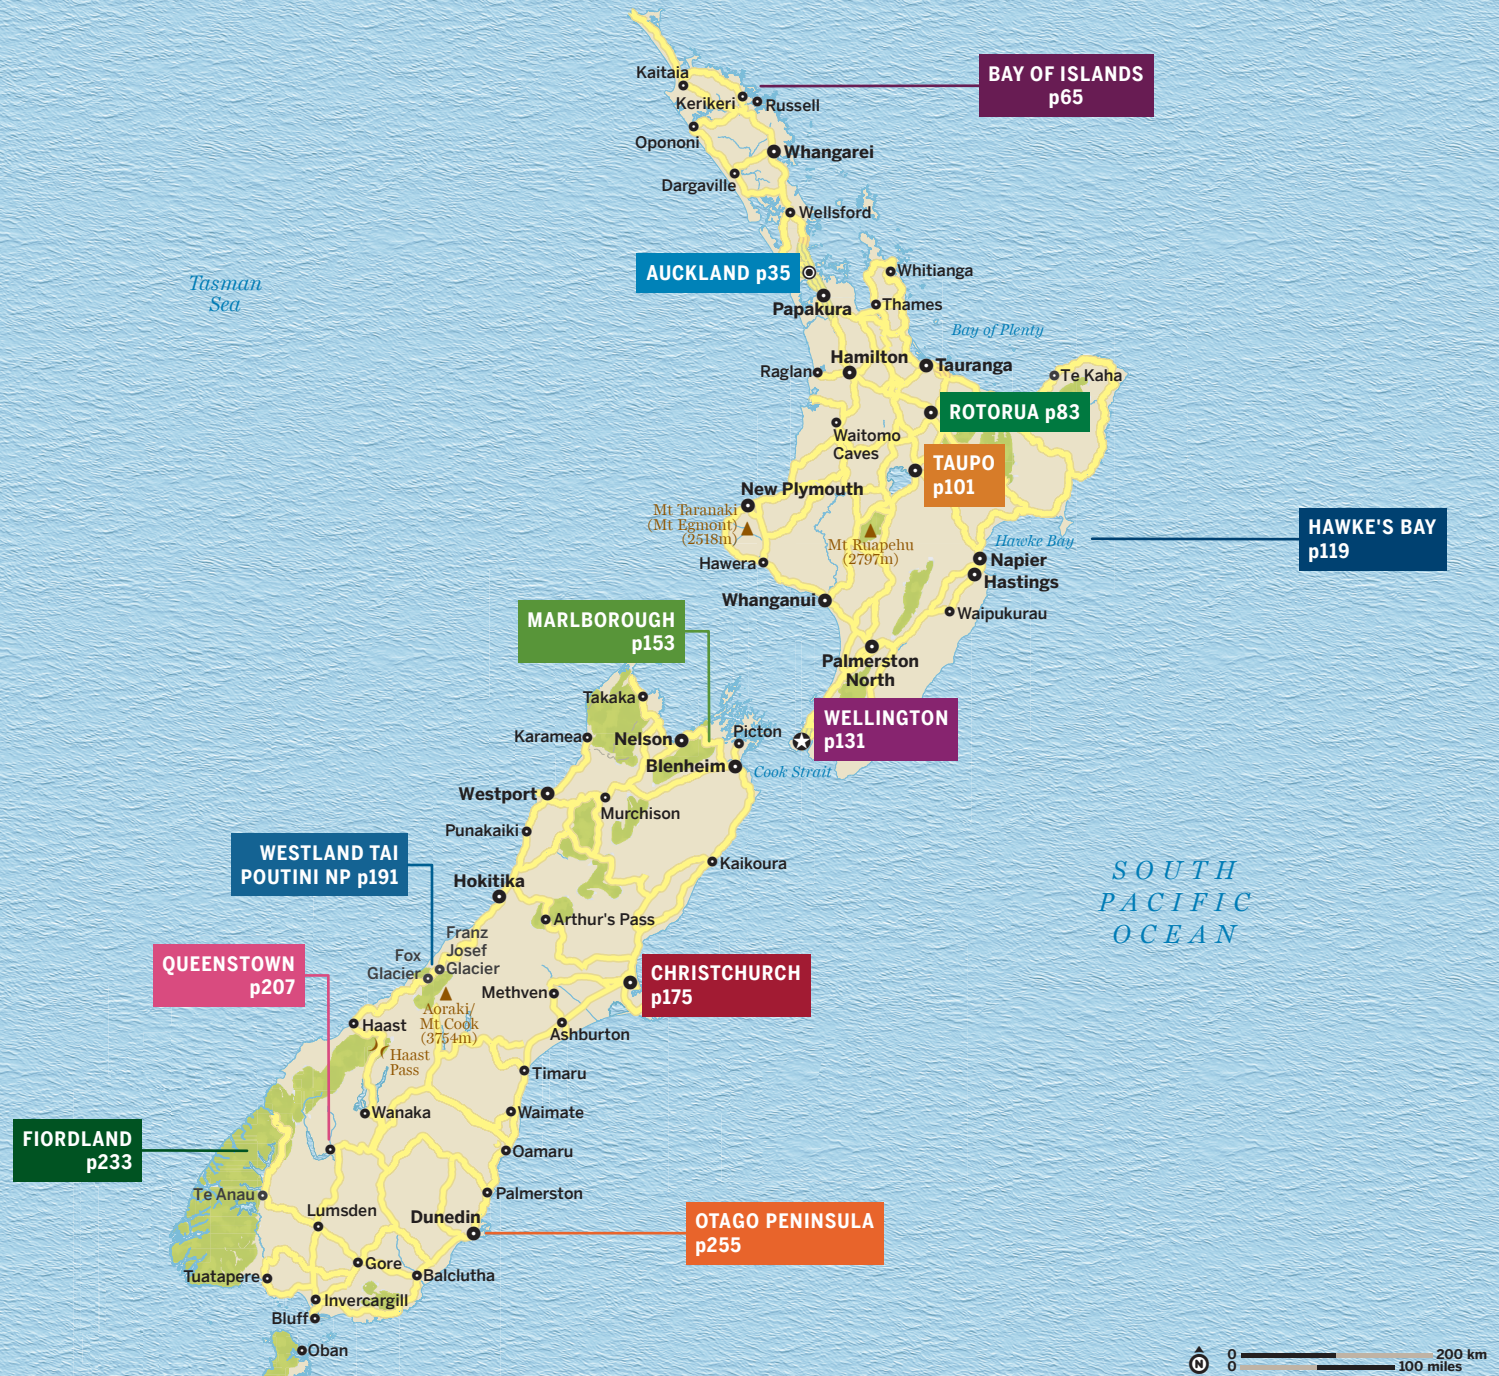 Kaitaia
BAY OF ISLANDS
p65
Kerikeri
Russell
Opononi
Whangarei
Dargaville
Wellsford
AUCKLAND p35
Whitianga
Tasman
Sea
Papakura
Thames
Bay of Plenty
Hamilton
Tauranga
Raglan
Te Kaha
ROTORUA p83
Waitomo
Caves
TAUPO
p101
New Plymouth
Mt Taranaki
(Mt Egmont)
(2518m)
Mt Ruapehu
(2797m)
Hawke Bay
HAWKE'S BAY
p119
Napier
Hawera
Hastings
Whanganui
Waipukurau
MARLBOROUGH
p153
Palmerston
North
Takaka
WELLINGTON
p131
Karamea
Nelson
Picton
Blenheim
Cook Strait
Westport
Murchison
Punakaiki
WESTLAND TAI
POUTINI NP p191
Kaikoura
Hokitika
SOUTH
PACIFIC
OCEAN
Arthur's Pass
Franz
Josef
Glacier
Fox
Glacier
QUEENSTOWN
p207
CHRISTCHURCH
p175
Methven
Aoraki/
Mt Cook
(3754m)
Haast
Ashburton
Haast
Pass
Timaru
Wanaka
Waimate
FIORDLAND
p233
Oamaru
Te Anau
Palmerston
Lumsden
Dunedin
OTAGO PENINSULA
p255
Gore
Tuatapere
Balclutha
Invercargill
Bluff
Oban
N
0 200 km
0 100 miles